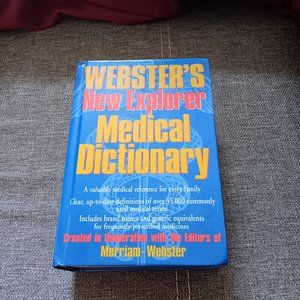 WEBSTER'S
New Explorer
Medical
Dictionary
A valuable medical reference for every family
Clear, up-to-date definitions of over 35,000 commonly
used medical terms
Includes brand names and generic equivalents
for frequently prescribed medicines
Created in Cooperation with the Editors of
Merriam-Webster